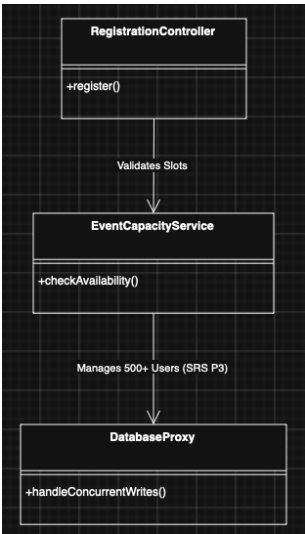 RegistrationController
+register()
Validates Slots
EventCapacityService
+checkAvailability()
Manages 500+ Users (SRS P3)
DatabaseProxy
+handleConcurrentWrites()